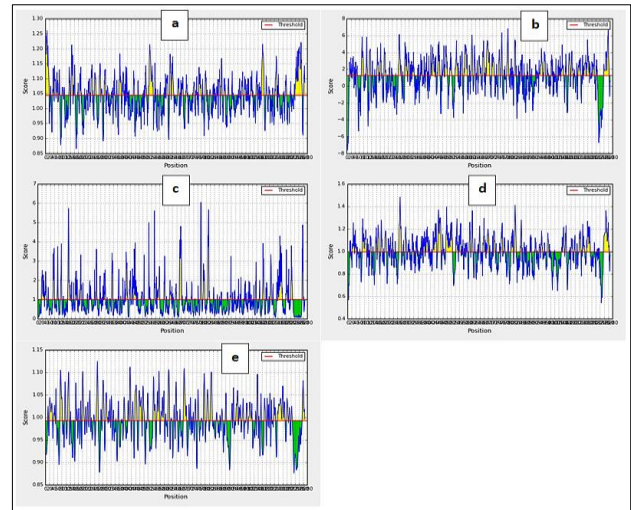 a
Threshold
1.30
1.25
1.20
1.15
1.10
1.05
1.00
0.95
0.90
0.85
Score
Position
b
Threshold
8
6
4
2
0
−2
−4
−6
−8
Score
Position
c
Threshold
7
6
5
4
3
2
1
0
Score
Position
d
Threshold
1.6
1.4
1.2
1.0
0.8
0.6
0.4
Score
Position
e
Threshold
1.15
1.10
1.05
1.00
0.95
0.90
0.85
Score
Position